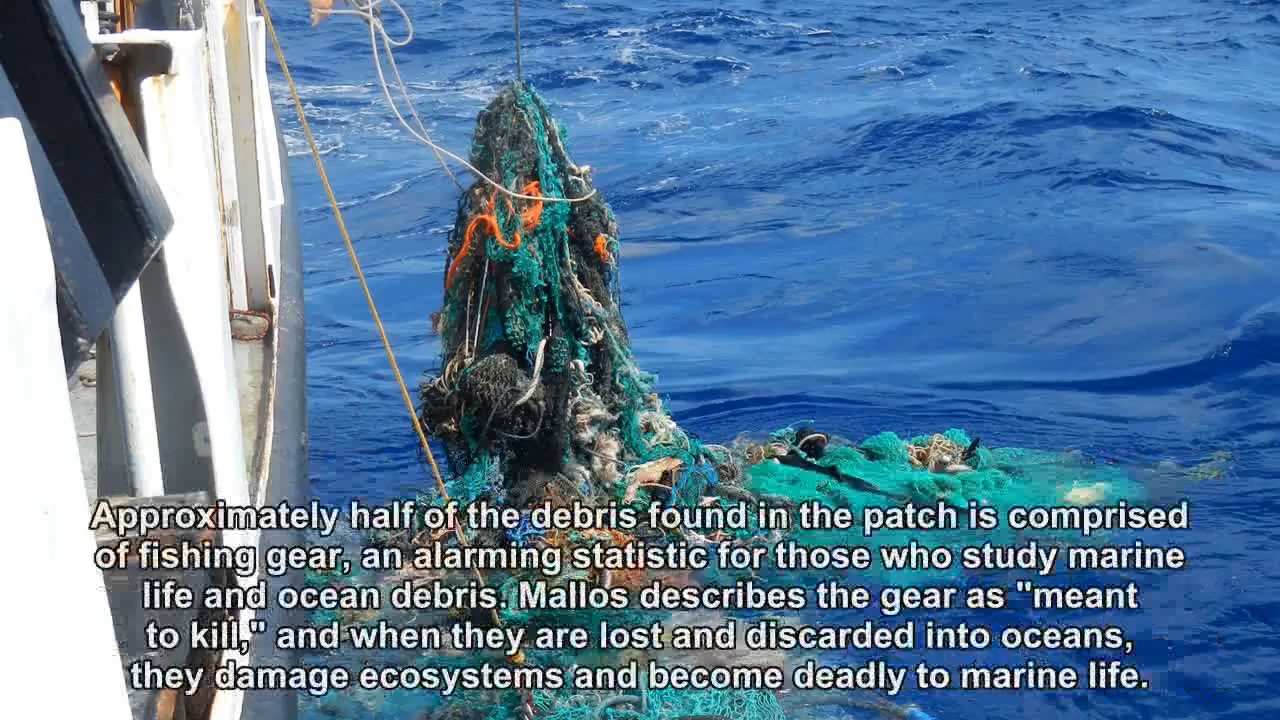 Approximately half of the debris found in the patch is comprised
of fishing gear, an alarming statistic for those who study marine
life and ocean debris. Mallos describes the gear as "meant
to kill," and when they are lost and discarded into oceans,
they damage ecosystems and become deadly to marine life.